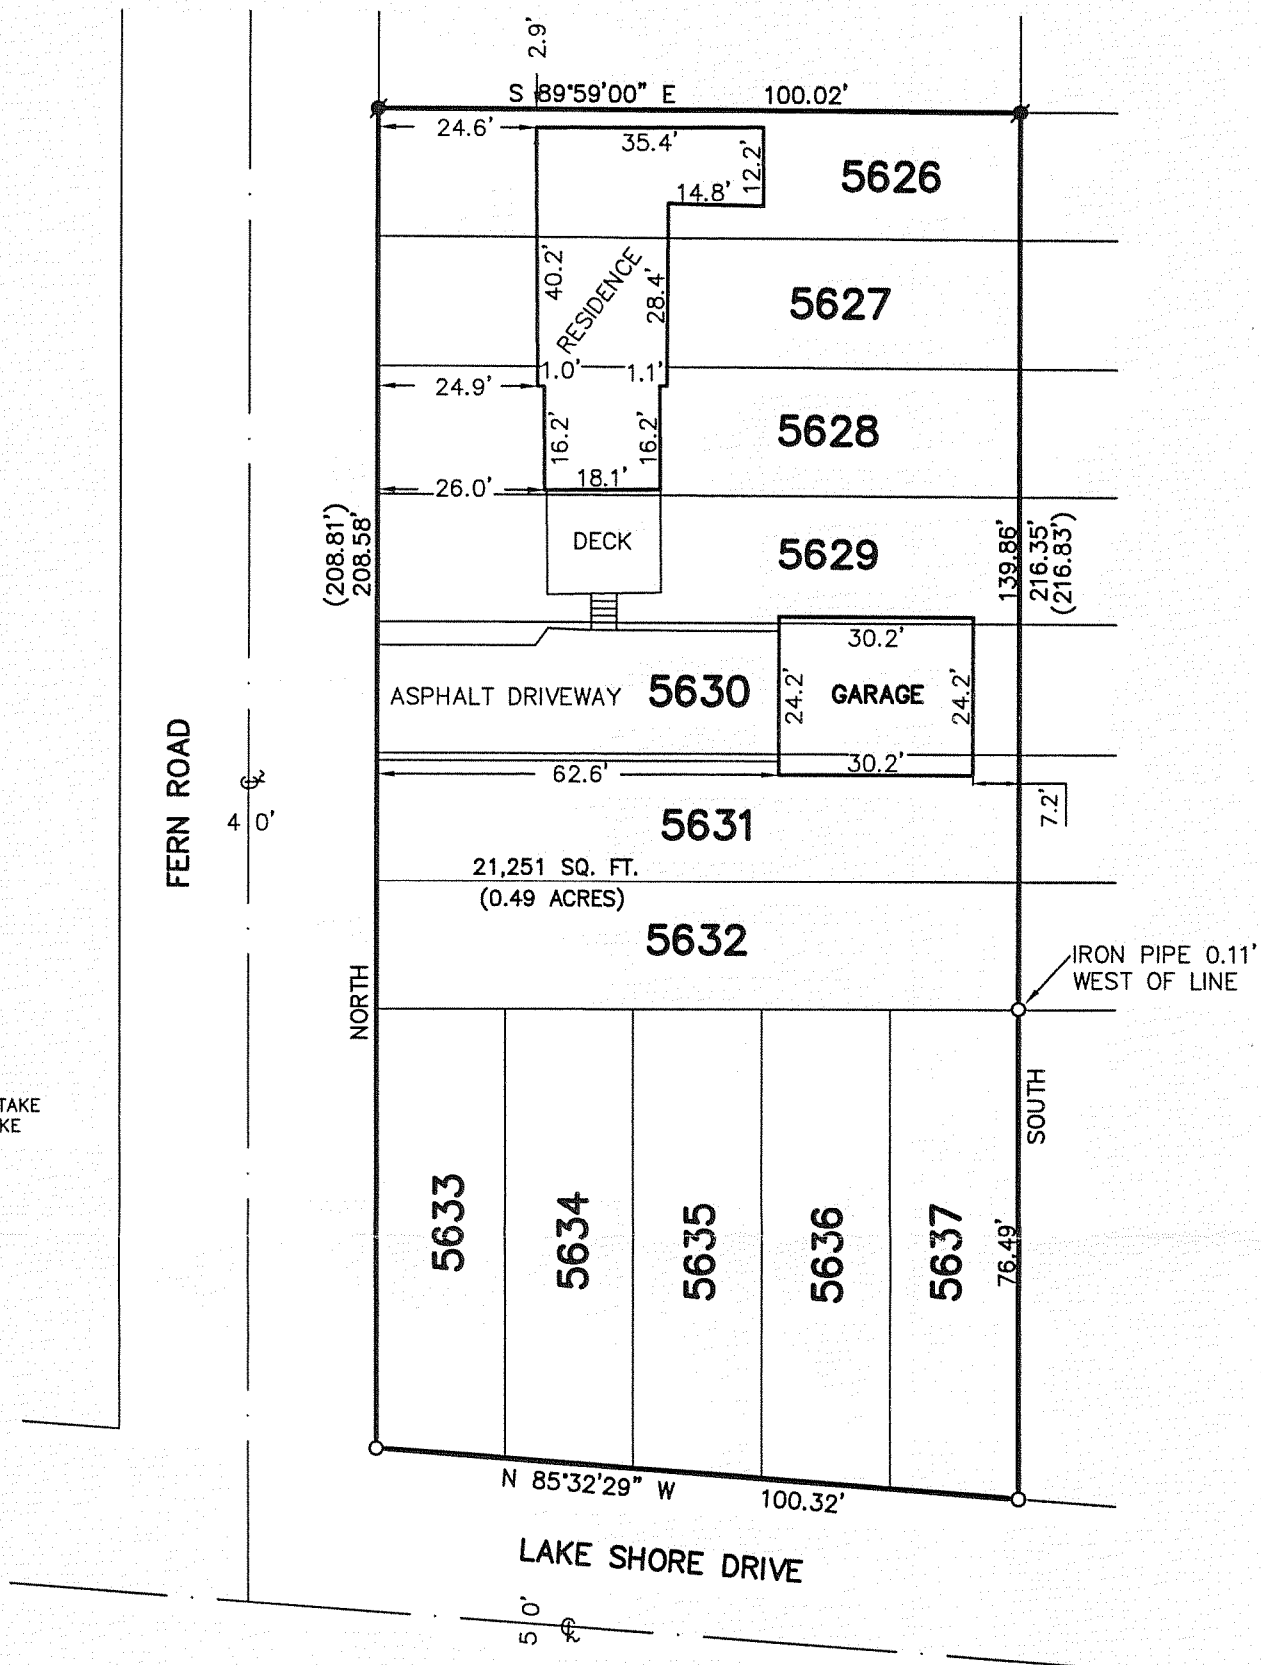 2.9'
S 89°59'00" E 100.02'
24.6'
35.4'
12.2'
14.8'
5626
40.2'
RESIDENCE
28.4'
5627
1.0'
1.1'
24.9'
16.2'
16.2'
5628
18.1'
26.0'
DECK
5629
(208.81')
208.58'
139.86'
216.35'
(216.83')
30.2'
ASPHALT DRIVEWAY
5630
24.2'
GARAGE
24.2'
30.2'
62.6'
7.2'
FERN ROAD
℄
40'
5631
21,251 SQ. FT.
(0.49 ACRES)
5632
IRON PIPE 0.11'
WEST OF LINE
NORTH
SOUTH
TAKE
KE
5633
5634
5635
5636
5637
76.49'
N 85°32'29" W 100.32'
LAKE SHORE DRIVE
50'
℄